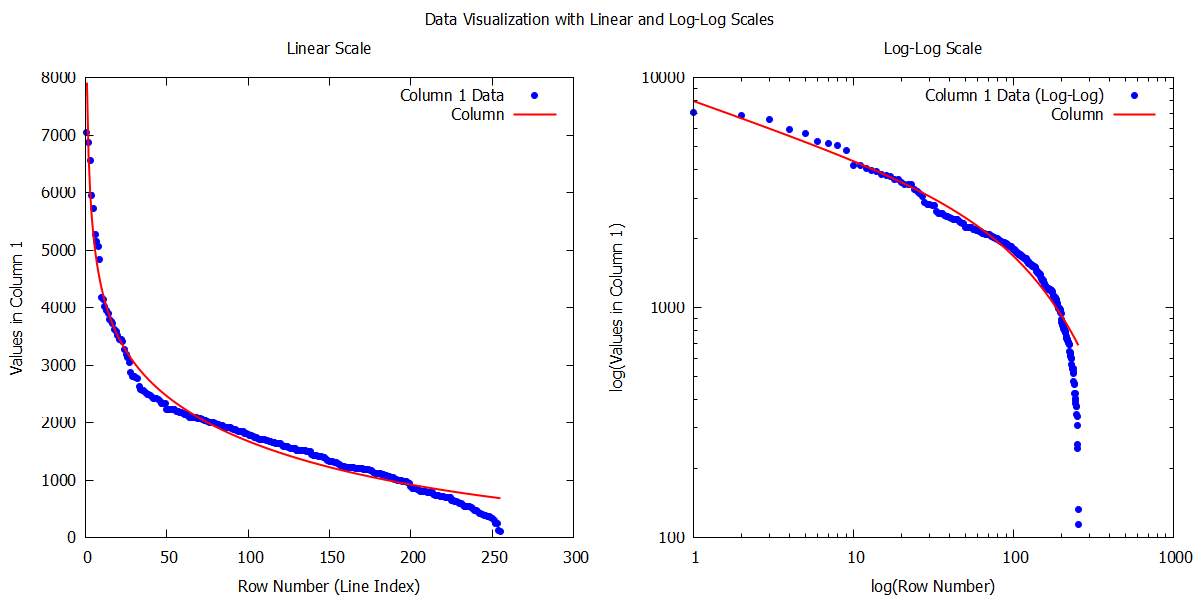 Data Visualization with Linear and Log-Log Scales
Linear Scale
8000
7000
6000
5000
4000
3000
2000
1000
0
0 50 100 150 200 250 300
Values in Column 1
Row Number (Line Index)
Column 1 Data
Column
Log-Log Scale
10000
1000
100
1 10 100 1000
log(Values in Column 1)
log(Row Number)
Column 1 Data (Log-Log)
Column